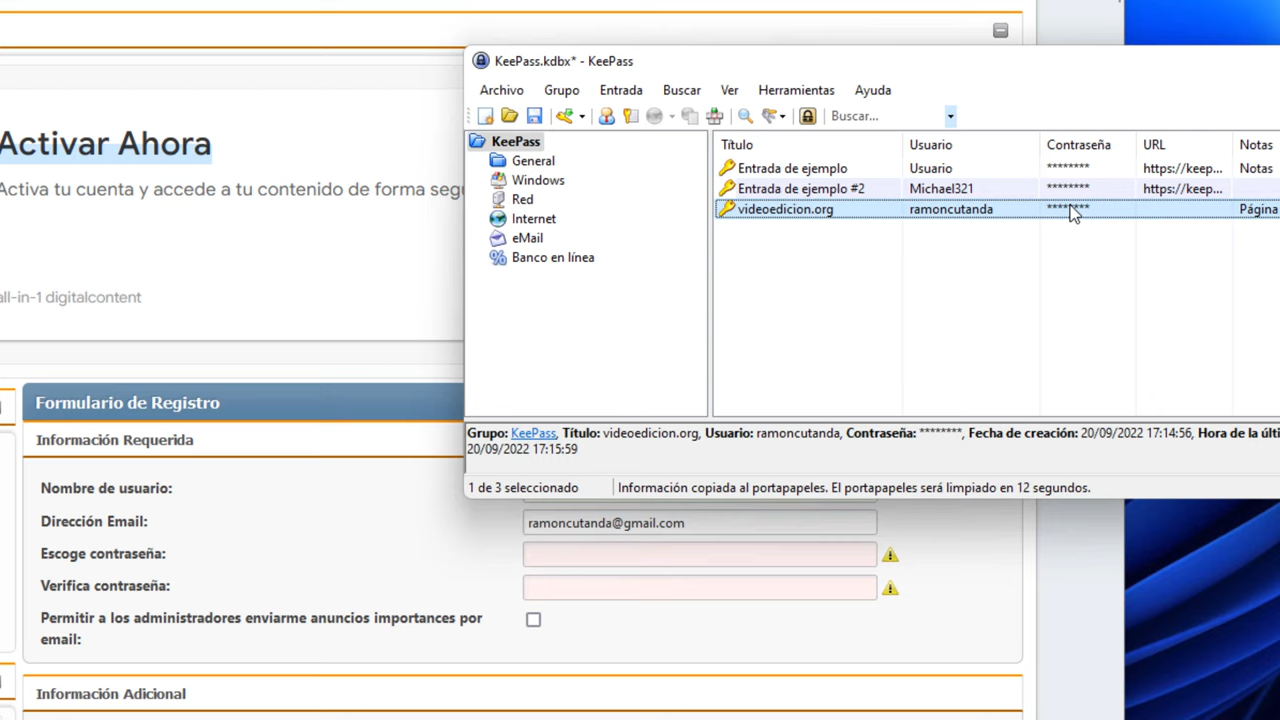 Activar Ahora
Activa tu cuenta y accede a tu contenido de forma segu
all-in-1 digitalcontent
KeePass.kdbx* - KeePass
Archivo Grupo Entrada Buscar Ver Herramientas Ayuda
Buscar...
KeePass
General
Windows
Red
Internet
eMail
Banco en línea
Título Usuario Contraseña URL Notas
Entrada de ejemplo Usuario ******** https://keep... Notas
Entrada de ejemplo #2 Michael321 ******** https://keep...
videoedicion.org ramoncutanda ******** Página
Grupo: KeePass, Título: videoedicion.org, Usuario: ramoncutanda, Contraseña: ********, Fecha de creación: 20/09/2022 17:14:56, Hora de la últi
20/09/2022 17:15:59
1 de 3 seleccionado Información copiada al portapapeles. El portapapeles será limpiado en 12 segundos.
Formulario de Registro
Información Requerida
Nombre de usuario:
Dirección Email: ramoncutanda@gmail.com
Escoge contraseña:
Verifica contraseña:
Permitir a los administradores enviarme anuncios importances por
email:
Información Adicional